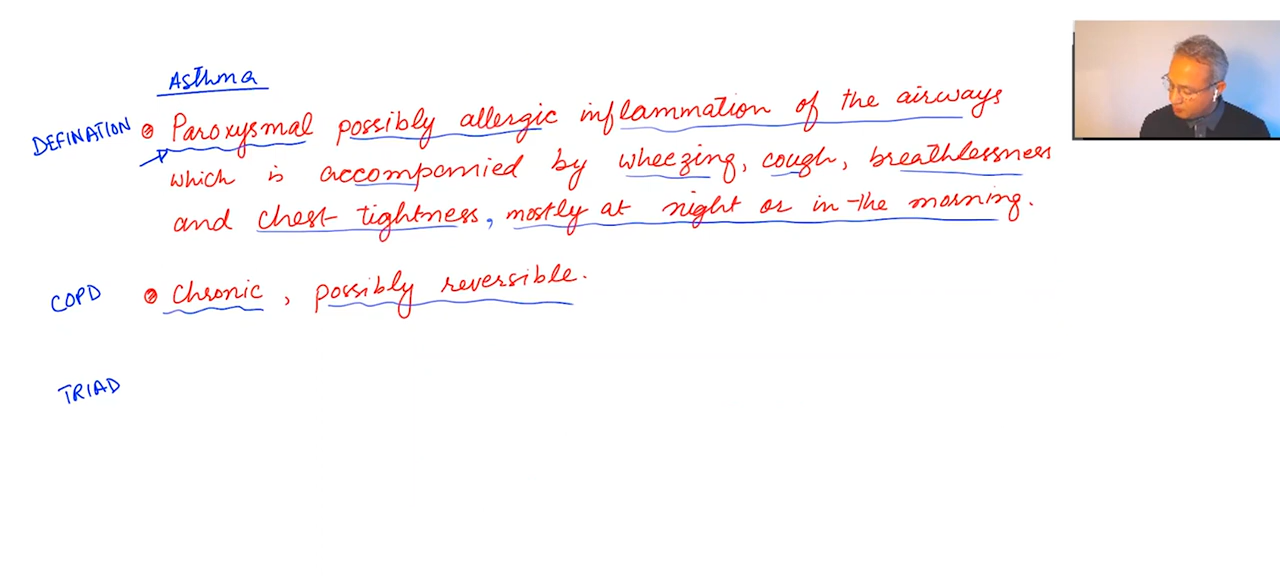 Asthma
DEFINATION Paroxysmal possibly allergic inflammation of the airways
which is accompanied by wheezing, cough, breathlessness
and chest tightness, mostly at night or in the morning.
COPD Chronic, possibly reversible.
TRIAD